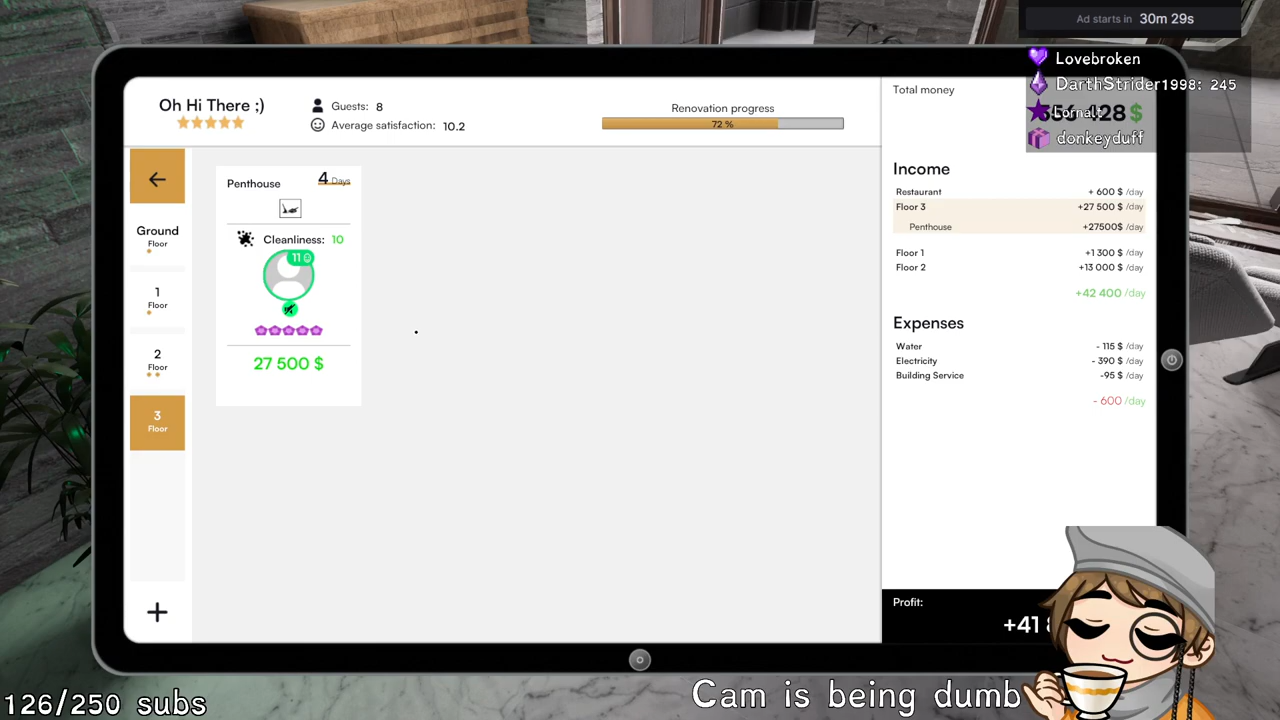 Ad starts in 30m 29s
Lovebroken
DarthStrider1998: 245
Lornalt
donkeyduff
Oh Hi There ;)
Guests: 8
Average satisfaction: 10.2
Renovation progress
72 %
Total money
428 $
Ground
Floor
1
Floor
2
Floor
3
Floor
Penthouse
4 Days
Cleanliness: 10
11
27 500 $
Income
Restaurant + 600 $ /day
Floor 3 +27 500 $ /day
Penthouse +27500$ /day
Floor 1 +1 300 $ /day
Floor 2 +13 000 $ /day
+42 400 /day
Expenses
Water - 115 $ /day
Electricity - 390 $ /day
Building Service -95 $ /day
- 600 /day
Profit:
+41
126/250 subs
Cam is being dumb